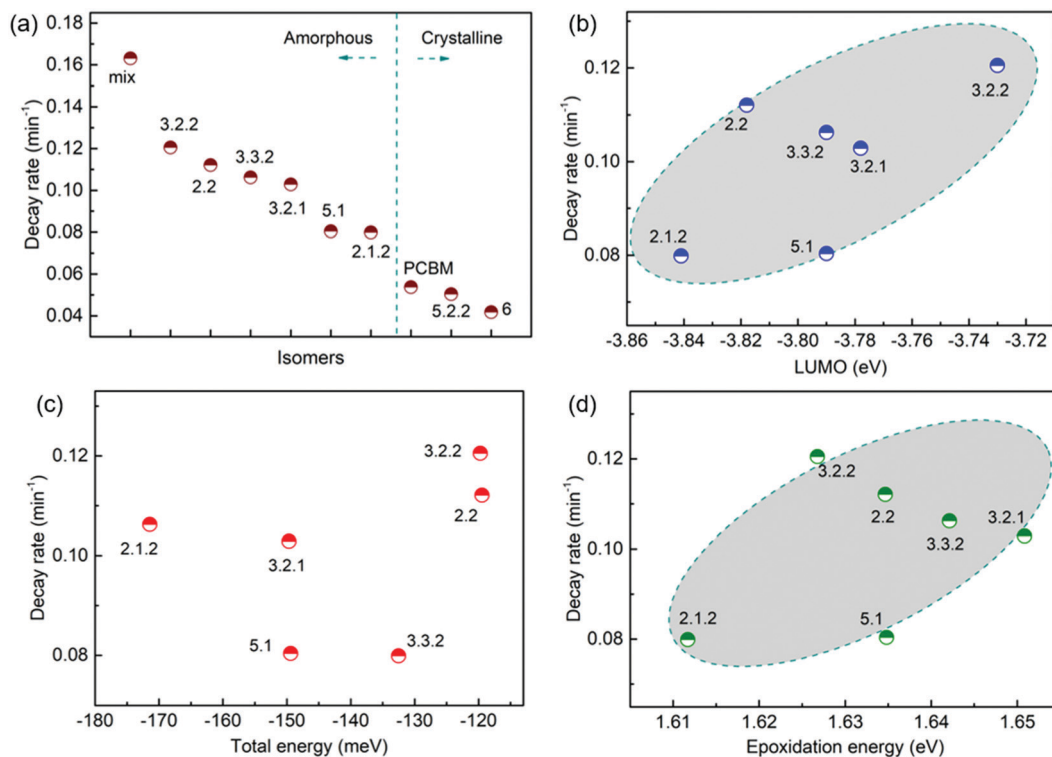 (a)
0.18
0.16
0.14
0.12
0.10
0.08
0.06
0.04
Decay rate (min⁻¹)
Amorphous
Crystalline
mix
3.2.2
2.2
3.3.2
3.2.1
5.1
2.1.2
PCBM
5.2.2
6
Isomers
(b)
0.12
0.10
0.08
Decay rate (min⁻¹)
3.2.2
2.2
3.3.2
3.2.1
2.1.2
5.1
-3.86 -3.84 -3.82 -3.80 -3.78 -3.76 -3.74 -3.72
LUMO (eV)
(c)
0.12
0.10
0.08
Decay rate (min⁻¹)
3.2.2
2.2
2.1.2
3.2.1
5.1
3.3.2
-180 -170 -160 -150 -140 -130 -120
Total energy (meV)
(d)
0.12
0.10
0.08
Decay rate (min⁻¹)
3.2.2
2.2
3.2.1
3.3.2
2.1.2
5.1
1.61 1.62 1.63 1.64 1.65
Epoxidation energy (eV)